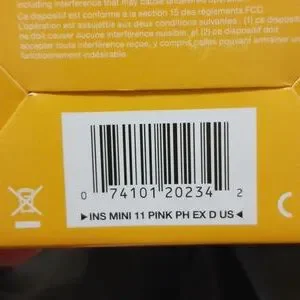 including interference that may cause undesired operation
Ce dispositif est conforme à la section 15 des règlements FCC.
L'opération est assujettie aux deux conditions suivantes : (1) ce dispositif
ne doit causer aucune interférence nuisible, et (2) ce dispositif doit
accepter toute interférence reçue, y compris celles pouvant entraîner un
fonctionnement indésirable.
0 74101 20234 2
▶ INS MINI 11 PINK PH EX D US ◀